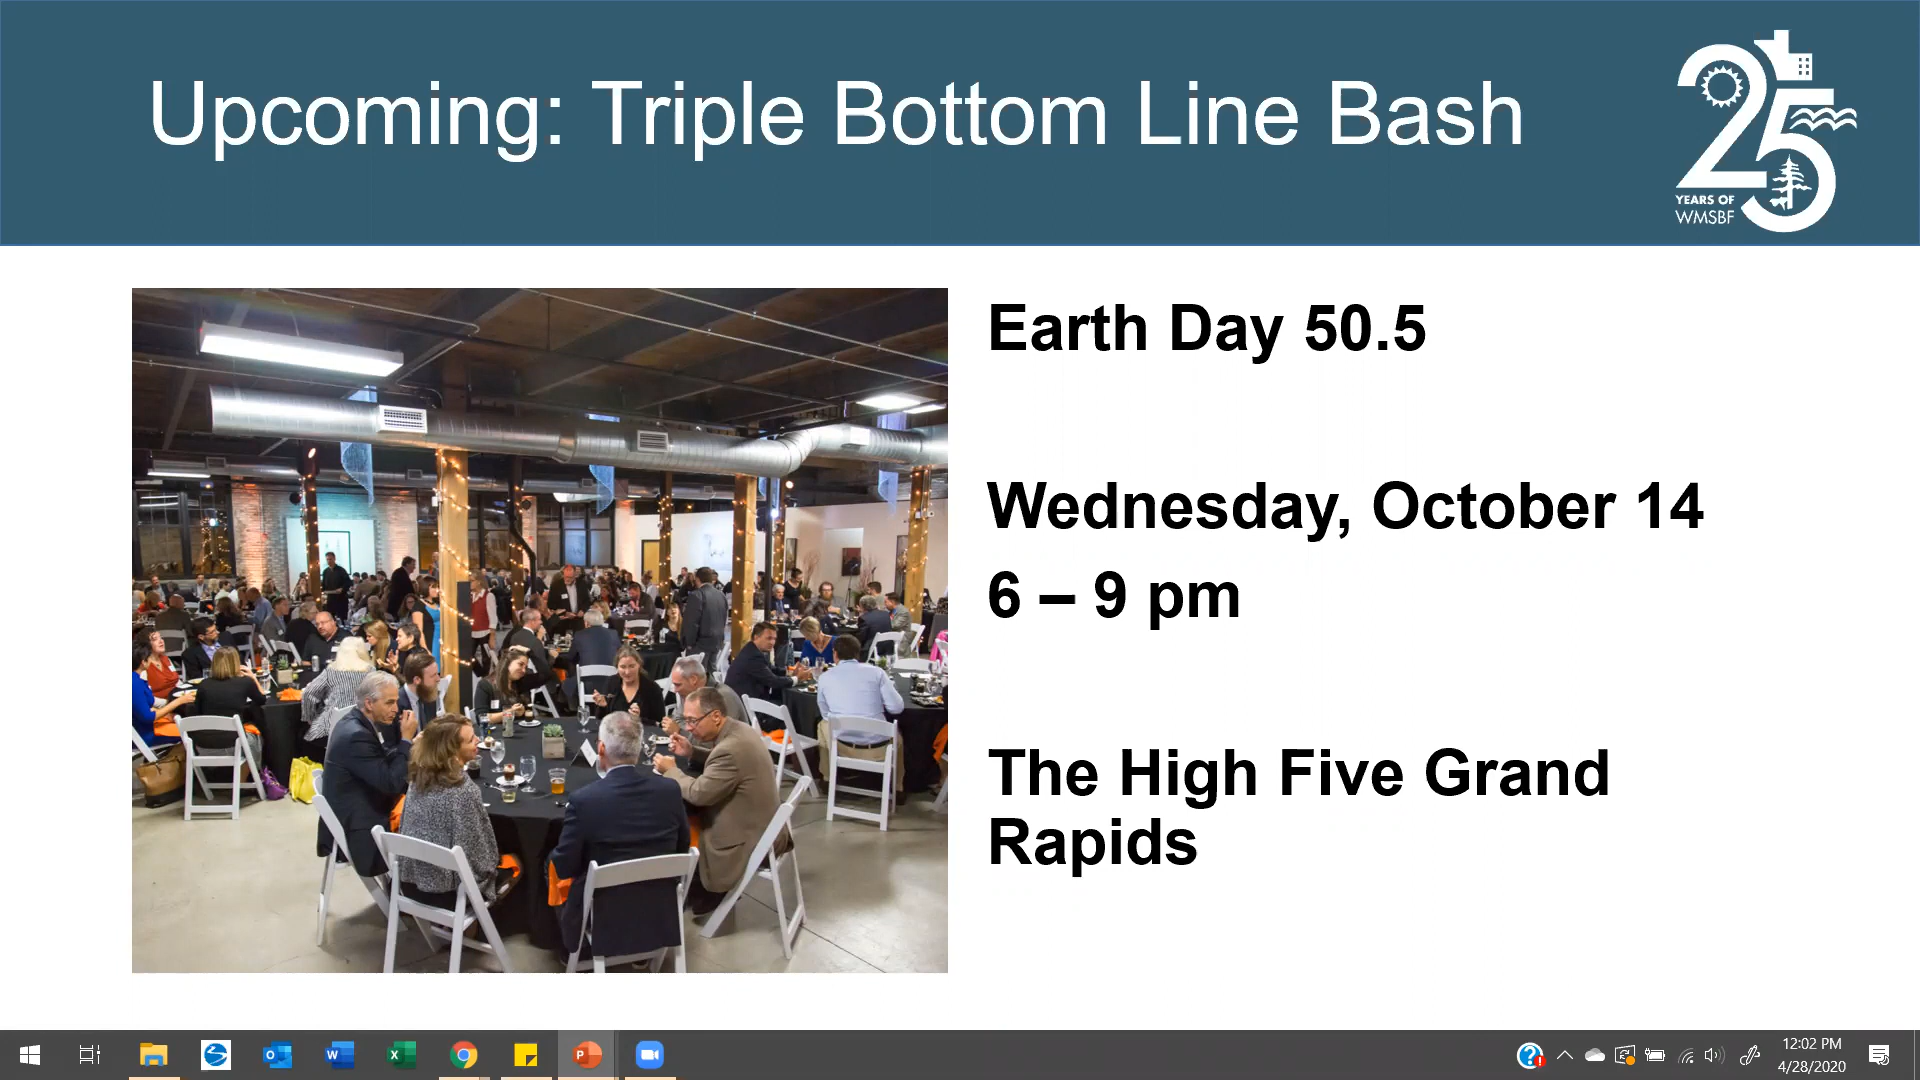 Upcoming: Triple Bottom Line Bash
25
YEARS OF
WMSBF
Earth Day 50.5
Wednesday, October 14
6 – 9 pm
The High Five Grand
Rapids
12:02 PM
4/28/2020